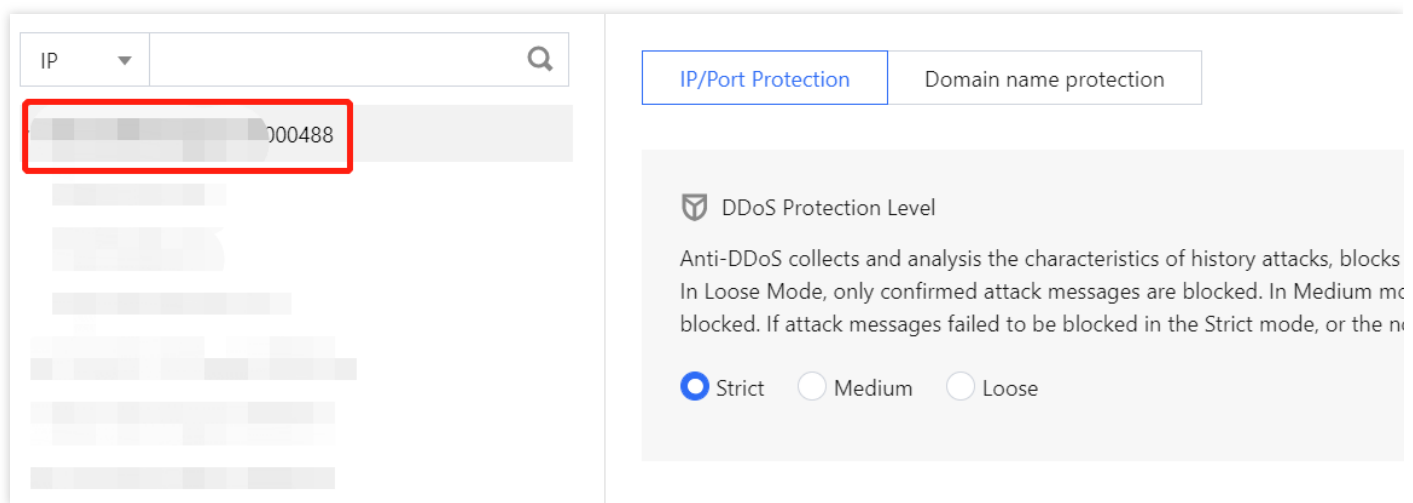 IP
000488
IP/Port Protection
Domain name protection
DDoS Protection Level
Anti-DDoS collects and analysis the characteristics of history attacks, blocks
In Loose Mode, only confirmed attack messages are blocked. In Medium
blocked. If attack messages failed to be blocked in the Strict mode, or the
Strict
Medium
Loose